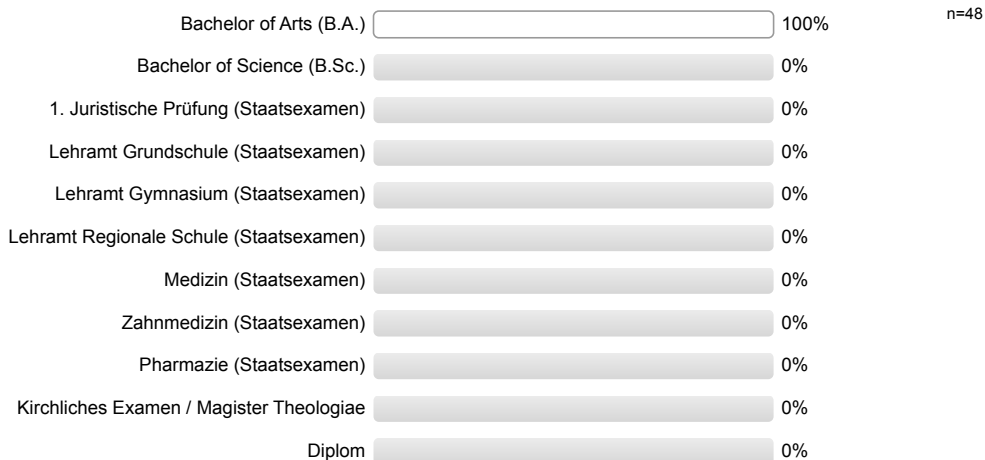 Bachelor of Arts (B.A.) 100% n=48
Bachelor of Science (B.Sc.) 0%
1. Juristische Prüfung (Staatsexamen) 0%
Lehramt Grundschule (Staatsexamen) 0%
Lehramt Gymnasium (Staatsexamen) 0%
Lehramt Regionale Schule (Staatsexamen) 0%
Medizin (Staatsexamen) 0%
Zahnmedizin (Staatsexamen) 0%
Pharmazie (Staatsexamen) 0%
Kirchliches Examen / Magister Theologiae 0%
Diplom 0%